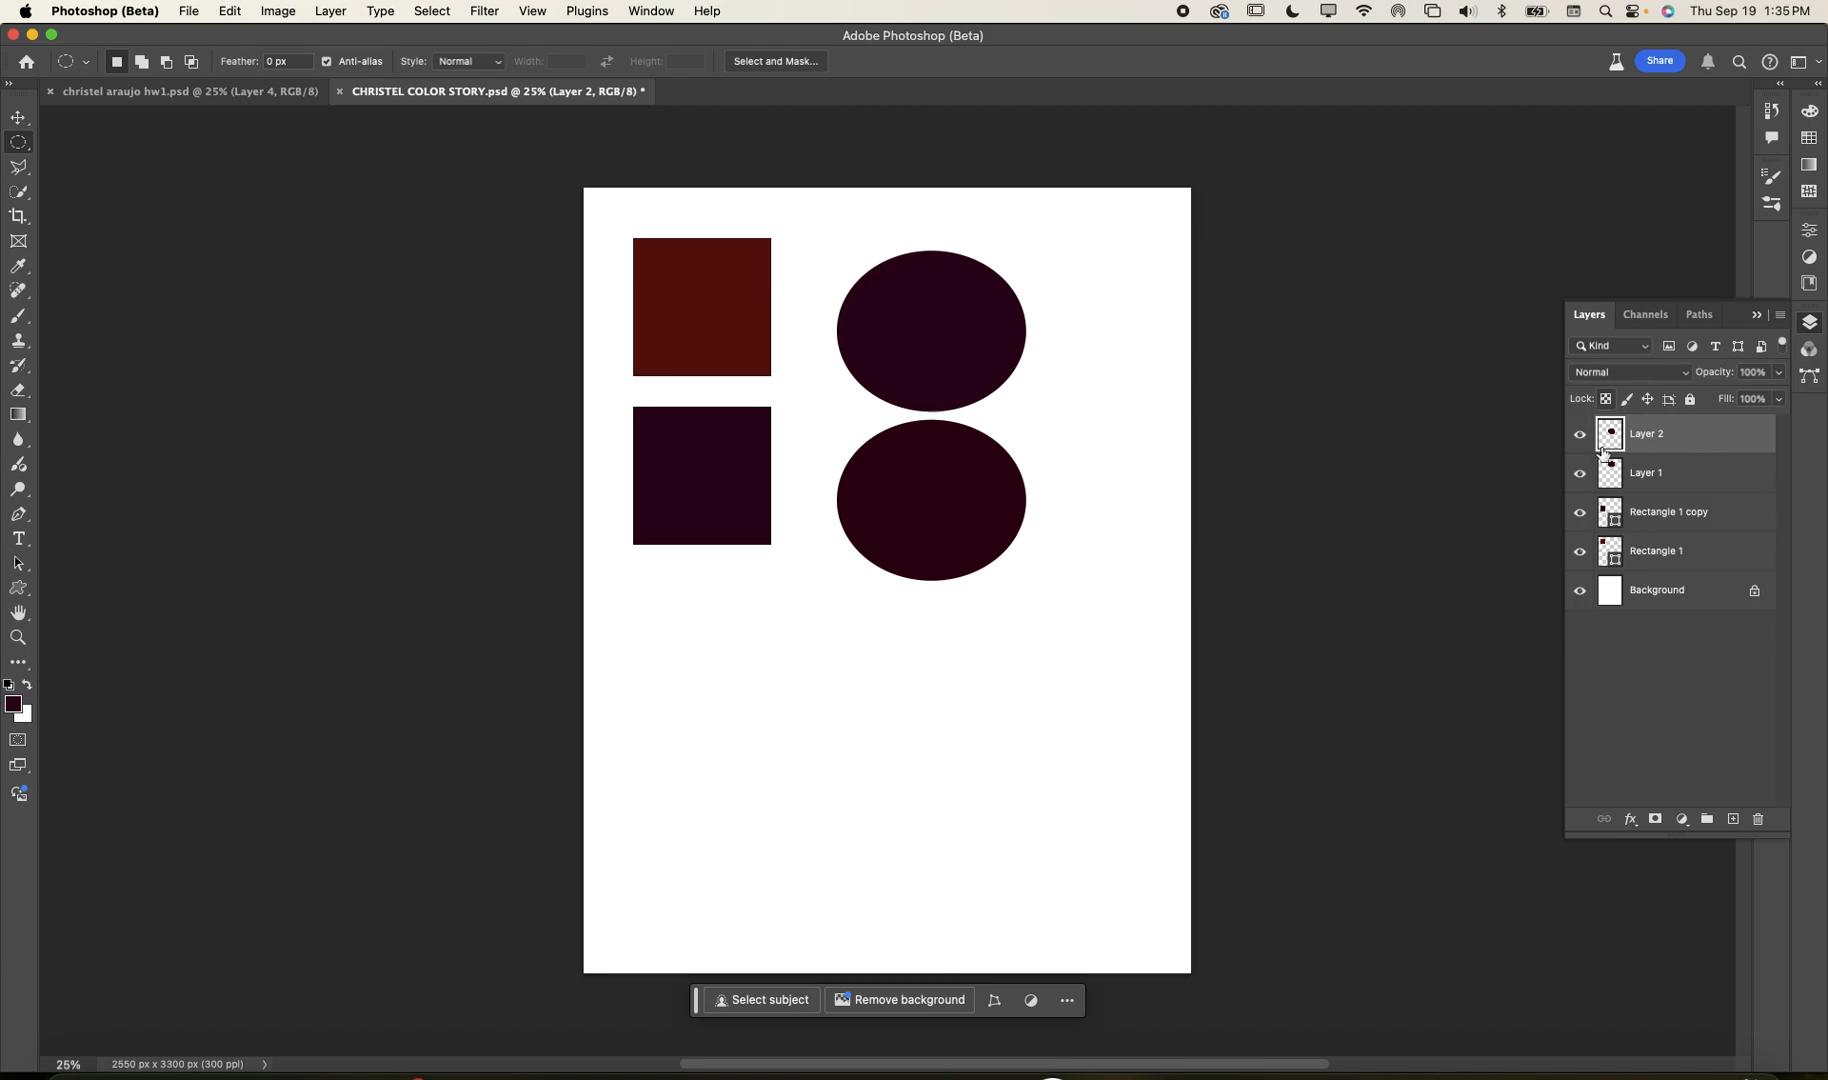 Photoshop (Beta) File Edit Image Layer Type Select Filter View Plugins Window Help Thu Sep 19 1:35 PM
Adobe Photoshop (Beta)
Feather: 0 px Anti-alias Style: Normal Width: Height: Select and Mask... Share
christel araujo hw1.psd @ 25% (Layer 4, RGB/8) CHRISTEL COLOR STORY.psd @ 25% (Layer 2, RGB/8) *
Layers Channels Paths
Kind
Normal Opacity: 100%
Lock: Fill: 100%
Layer 2
Layer 1
Rectangle 1 copy
Rectangle 1
Background
fx
Select subject Remove background
25% 2550 px x 3300 px (300 ppi)